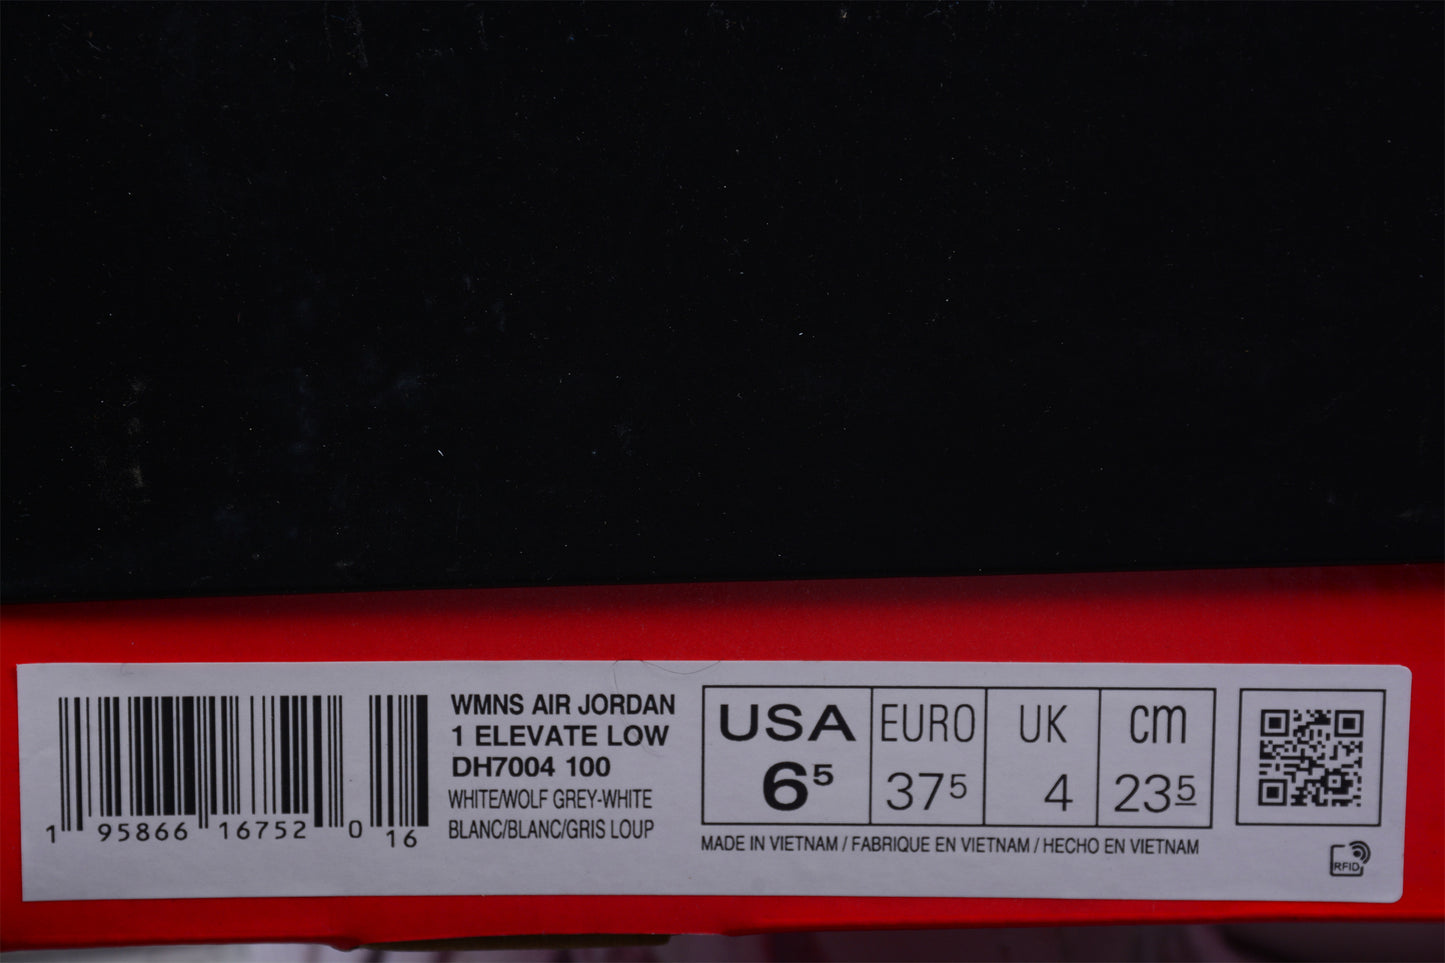 1 95866 16752 0 16
WMNS AIR JORDAN
1 ELEVATE LOW
DH7004 100
WHITE/WOLF GREY-WHITE
BLANC/BLANC/GRIS LOUP
USA EURO UK cm
6⁵ 37⁵ 4 23⁵
MADE IN VIETNAM / FABRIQUE EN VIETNAM / HECHO EN VIETNAM
RFID